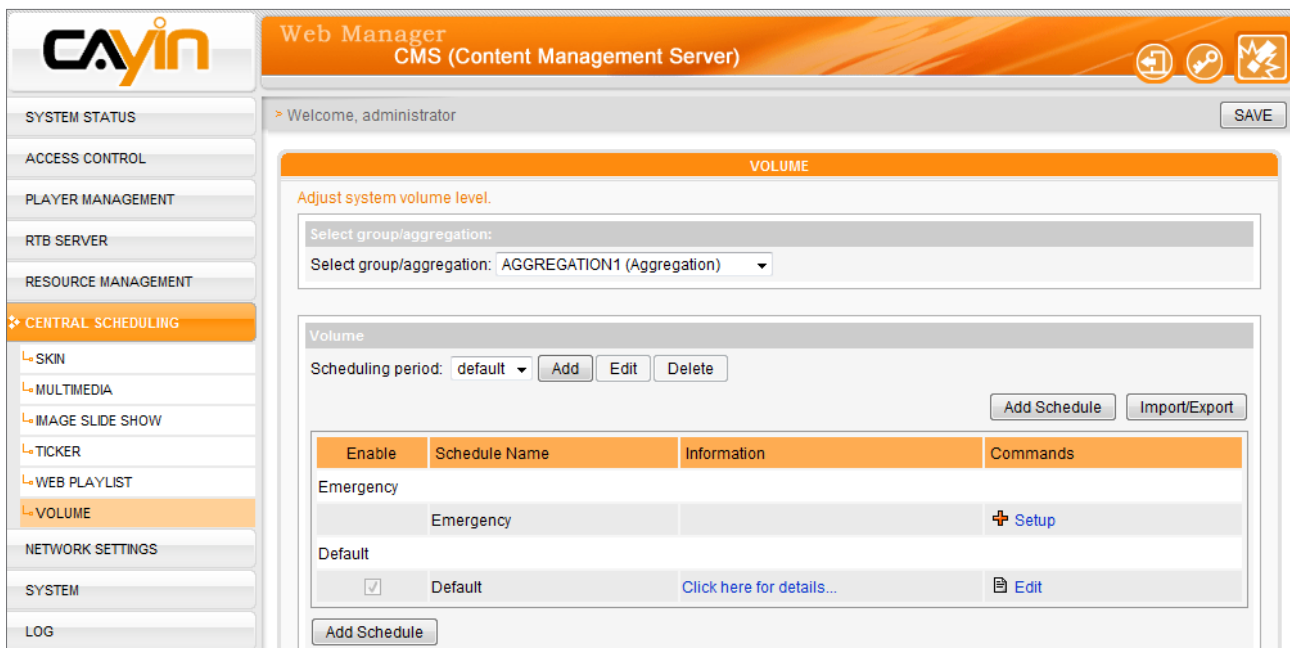 CAYIN
Web Manager
CMS (Content Management Server)
SYSTEM STATUS
ACCESS CONTROL
PLAYER MANAGEMENT
RTB SERVER
RESOURCE MANAGEMENT
CENTRAL SCHEDULING
SKIN
MULTIMEDIA
IMAGE SLIDE SHOW
TICKER
WEB PLAYLIST
VOLUME
NETWORK SETTINGS
SYSTEM
LOG
> Welcome, administrator SAVE
VOLUME
Adjust system volume level.
Select group/aggregation:
Select group/aggregation: AGGREGATION1 (Aggregation)
Volume
Scheduling period: default Add Edit Delete
Add Schedule Import/Export
Enable Schedule Name Information Commands
Emergency
Emergency Setup
Default
Default Click here for details... Edit
Add Schedule